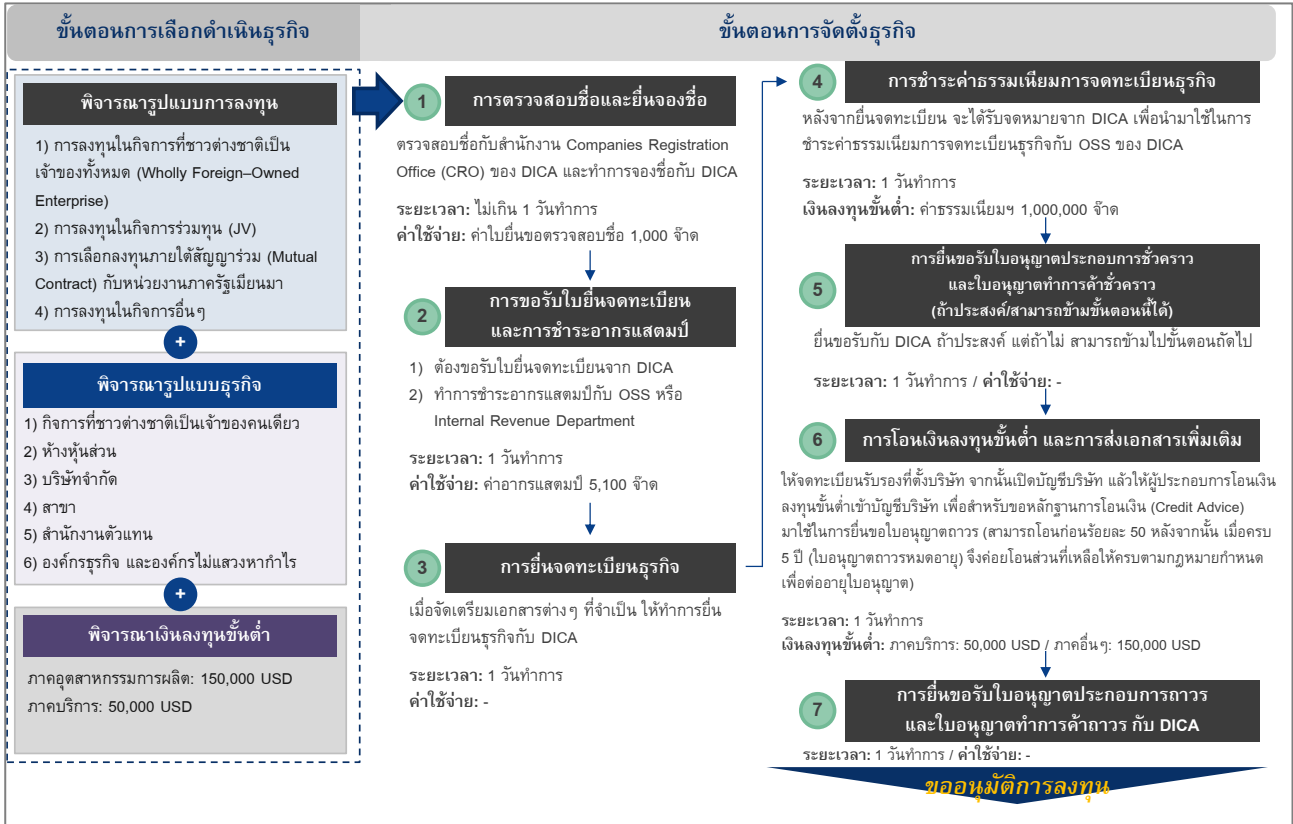 ขั้นตอนการเลือกดำเนินธุรกิจ
พิจารณารูปแบบการลงทุน
1) การลงทุนในกิจการที่ชาวต่างชาติเป็น
เจ้าของทั้งหมด (Wholly Foreign–Owned
Enterprise)
2) การลงทุนในกิจการร่วมทุน (JV)
3) การเลือกลงทุนภายใต้สัญญาร่วม (Mutual
Contract) กับหน่วยงานภาครัฐเมียนมา
4) การลงทุนในกิจการอื่นๆ
+
พิจารณารูปแบบธุรกิจ
1) กิจการที่ชาวต่างชาติเป็นเจ้าของคนเดียว
2) ห้างหุ้นส่วน
3) บริษัทจำกัด
4) สาขา
5) สำนักงานตัวแทน
6) องค์กรธุรกิจ และองค์กรไม่แสวงหากำไร
+
พิจารณาเงินลงทุนขั้นต่ำ
ภาคอุตสาหกรรมการผลิต: 150,000 USD
ภาคบริการ: 50,000 USD
ขั้นตอนการจัดตั้งธุรกิจ
1
การตรวจสอบชื่อและยื่นจองชื่อ
ตรวจสอบชื่อกับสำนักงาน Companies Registration
Office (CRO) ของ DICA และทำการจองชื่อกับ DICA
ระยะเวลา: ไม่เกิน 1 วันทำการ
ค่าใช้จ่าย: ค่าใบยื่นขอตรวจสอบชื่อ 1,000 จ๊าด
2
การขอรับใบยื่นจดทะเบียน
และการชำระอากรแสตมป์
1) ต้องขอรับใบยื่นจดทะเบียนจาก DICA
2) ทำการชำระอากรแสตมป์กับ OSS หรือ
Internal Revenue Department
ระยะเวลา: 1 วันทำการ
ค่าใช้จ่าย: ค่าอากรแสตมป์ 5,100 จ๊าด
3
การยื่นจดทะเบียนธุรกิจ
เมื่อจัดเตรียมเอกสารต่างๆ ที่จำเป็น ให้ทำการยื่น
จดทะเบียนธุรกิจกับ DICA
ระยะเวลา: 1 วันทำการ
ค่าใช้จ่าย: -
4
การชำระค่าธรรมเนียมการจดทะเบียนธุรกิจ
หลังจากยื่นจดทะเบียน จะได้รับจดหมายจาก DICA เพื่อนำมาใช้ในการ
ชำระค่าธรรมเนียมการจดทะเบียนธุรกิจกับ OSS ของ DICA
ระยะเวลา: 1 วันทำการ
เงินลงทุนขั้นต่ำ: ค่าธรรมเนียมฯ 1,000,000 จ๊าด
5
การยื่นขอรับใบอนุญาตประกอบการชั่วคราว
และใบอนุญาตทำการค้าชั่วคราว
(ถ้าประสงค์/สามารถข้ามขั้นตอนนี้ได้)
ยื่นขอรับกับ DICA ถ้าประสงค์ แต่ถ้าไม่ สามารถข้ามไปขั้นตอนถัดไป
ระยะเวลา: 1 วันทำการ / ค่าใช้จ่าย: -
6
การโอนเงินลงทุนขั้นต่ำ และการส่งเอกสารเพิ่มเติม
ให้จดทะเบียนรับรองที่ตั้งบริษัท จากนั้นเปิดบัญชีบริษัท แล้วให้ผู้ประกอบการโอนเงิน
ลงทุนขั้นต่ำเข้าบัญชีบริษัท เพื่อสำหรับขอหลักฐานการโอนเงิน (Credit Advice)
มาใช้ในการยื่นขอใบอนุญาตถาวร (สามารถโอนก่อนร้อยละ 50 หลังจากนั้น เมื่อครบ
5 ปี (ใบอนุญาตถาวรหมดอายุ) จึงค่อยโอนส่วนที่เหลือให้ครบตามกฎหมายกำหนด
เพื่อต่ออายุใบอนุญาต)
ระยะเวลา: 1 วันทำการ
เงินลงทุนขั้นต่ำ: ภาคบริการ: 50,000 USD / ภาคอื่นๆ: 150,000 USD
7
การยื่นขอรับใบอนุญาตประกอบการถาวร
และใบอนุญาตทำการค้าถาวร กับ DICA
ระยะเวลา: 1 วันทำการ / ค่าใช้จ่าย: -
ขออนุมัติการลงทุน